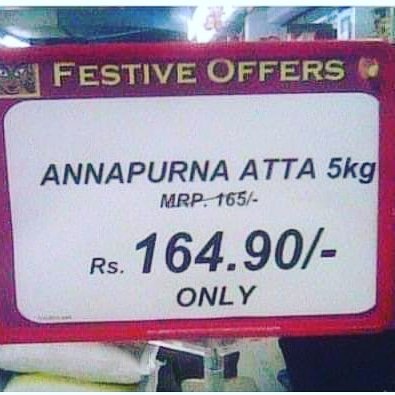 FESTIVE OFFERS
ANNAPURNA ATTA 5kg
MRP. 165/-
Rs. 164.90/-
ONLY